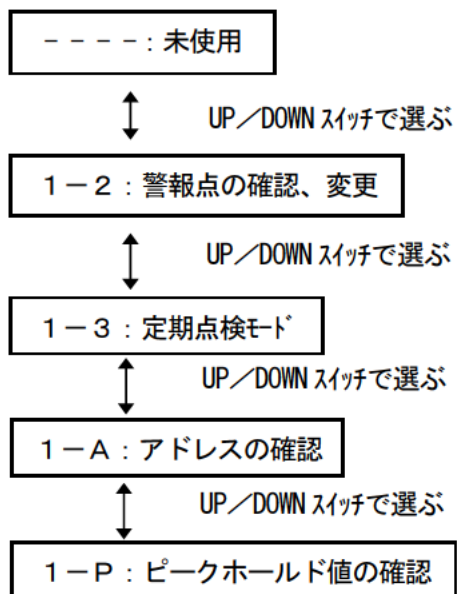 －－－－：未使用
UP／DOWN ｽｲｯﾁで選ぶ
１－２：警報点の確認、変更
UP／DOWN ｽｲｯﾁで選ぶ
１－３：定期点検ﾓｰﾄﾞ
UP／DOWN ｽｲｯﾁで選ぶ
１－Ａ：アドレスの確認
UP／DOWN ｽｲｯﾁで選ぶ
１－Ｐ：ピークホールド値の確認